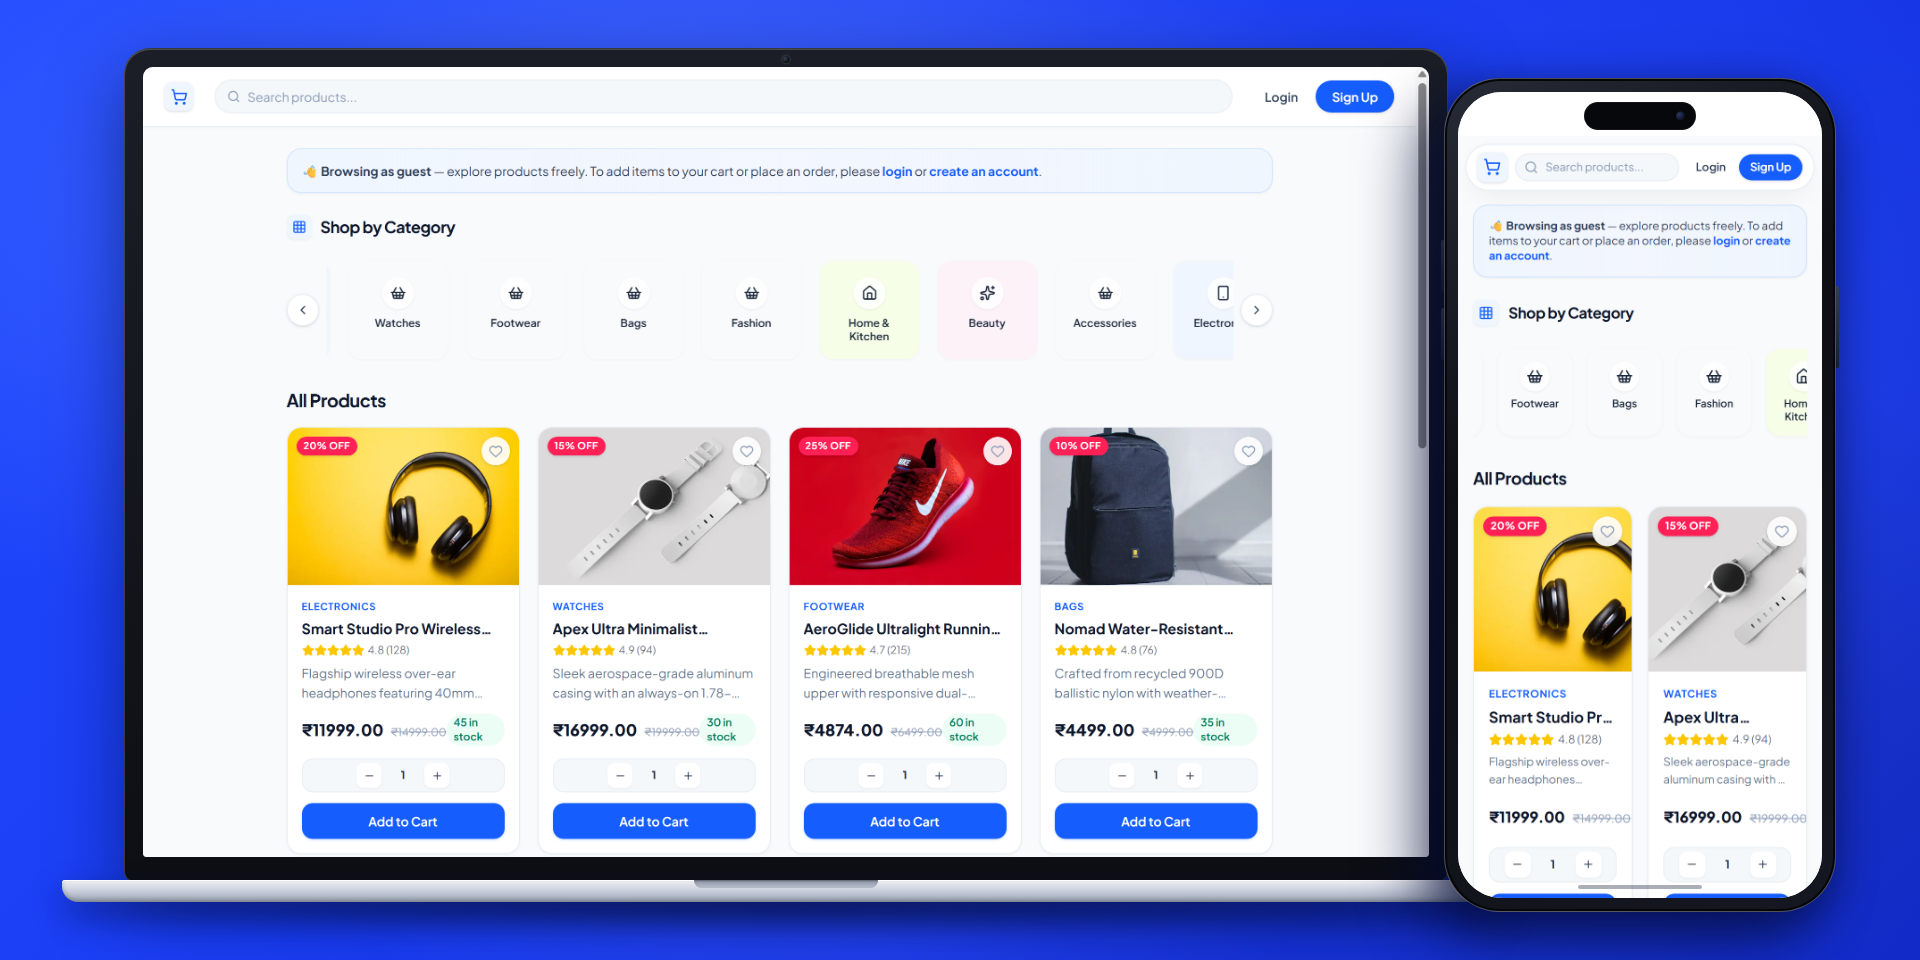 Search products...
Login
Sign Up
Browsing as guest — explore products freely. To add items to your cart or place an order, please login or create an account.
Shop by Category
Watches
Footwear
Bags
Fashion
Home &
Kitchen
Beauty
Accessories
Electror
All Products
20% OFF
15% OFF
25% OFF
10% OFF
NIKE
ELECTRONICS
Smart Studio Pro Wireless...
4.8 (128)
Flagship wireless over-ear
headphones featuring 40mm...
₹11999.00 ₹14999.00
45 in
stock
− 1 +
Add to Cart
WATCHES
Apex Ultra Minimalist...
4.9 (94)
Sleek aerospace-grade aluminum
casing with an always-on 1.78-...
₹16999.00 ₹19999.00
30 in
stock
− 1 +
Add to Cart
FOOTWEAR
AeroGlide Ultralight Runnin...
4.7 (215)
Engineered breathable mesh
upper with responsive dual-...
₹4874.00 ₹6499.00
60 in
stock
− 1 +
Add to Cart
BAGS
Nomad Water-Resistant...
4.8 (76)
Crafted from recycled 900D
ballistic nylon with weather-...
₹4499.00 ₹4999.00
35 in
stock
− 1 +
Add to Cart
Search products...
Login
Sign Up
Browsing as guest — explore products freely. To add
items to your cart or place an order, please login or create
an account.
Shop by Category
Footwear
Bags
Fashion
Hom
Kitch
All Products
20% OFF
15% OFF
ELECTRONICS
Smart Studio Pr...
4.8 (128)
Flagship wireless over-
ear headphones...
₹11999.00 ₹14999.00
− 1 +
WATCHES
Apex Ultra...
4.9 (94)
Sleek aerospace-grade
aluminum casing with ...
₹16999.00 ₹19999.00
− 1 +